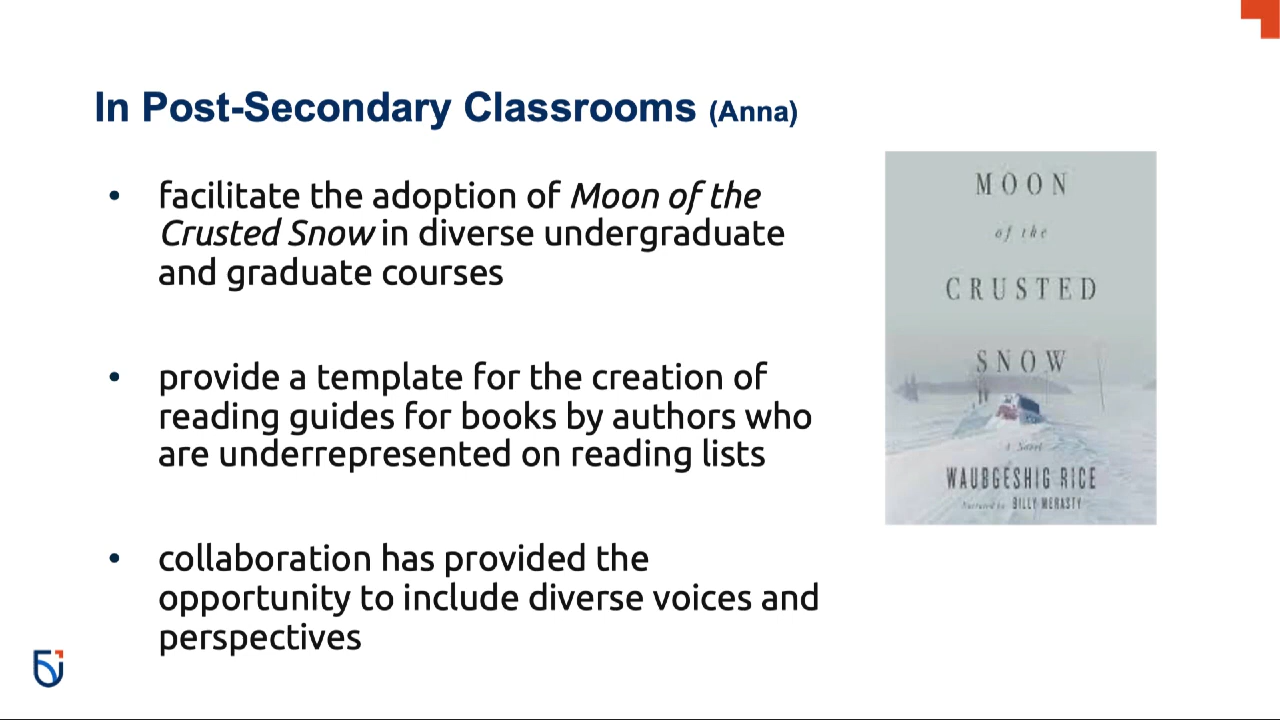 In Post-Secondary Classrooms (Anna)
• facilitate the adoption of Moon of the
Crusted Snow in diverse undergraduate
and graduate courses
• provide a template for the creation of
reading guides for books by authors who
are underrepresented on reading lists
• collaboration has provided the
opportunity to include diverse voices and
perspectives
MOON
of the
CRUSTED
SNOW
A Novel
WAUBGESHIG RICE
Narrated by BILLY MERASTY